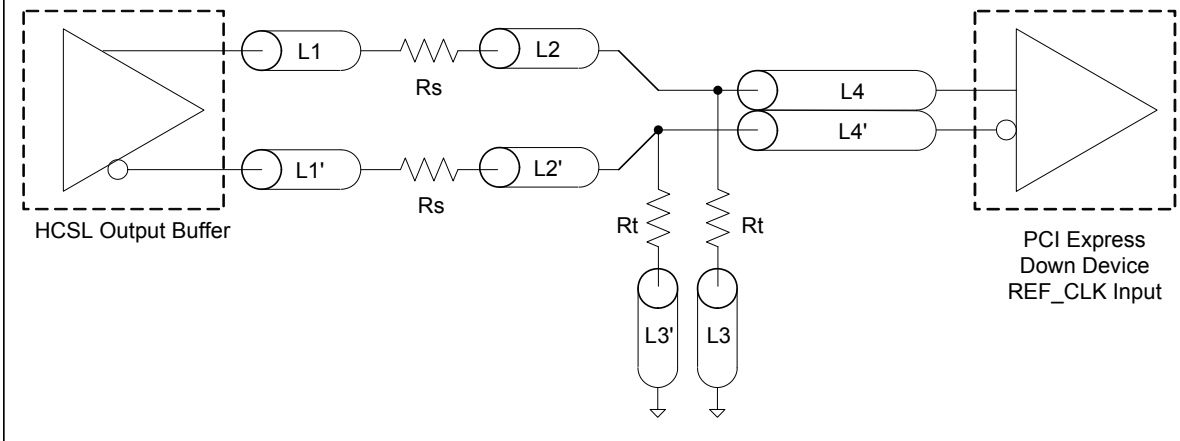 L1
Rs
L2
L4
L4'
L1'
Rs
L2'
HCSL Output Buffer
Rt
Rt
L3'
L3
PCI Express
Down Device
REF_CLK Input